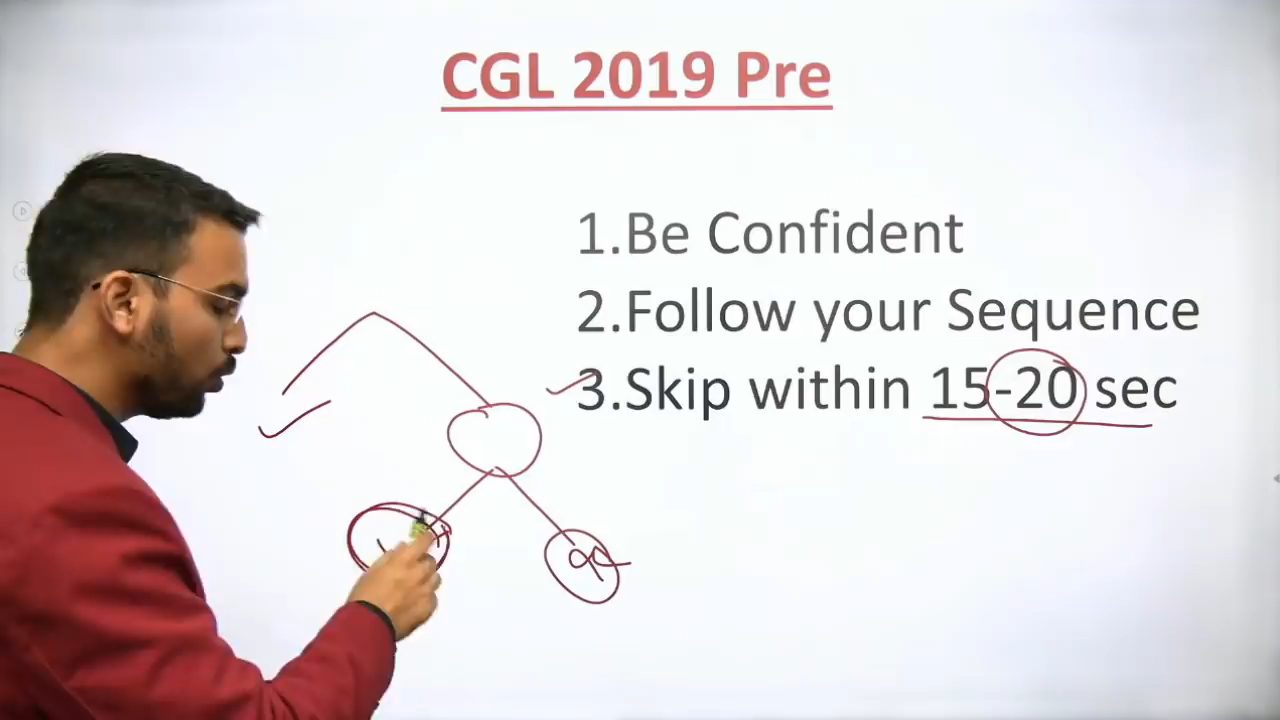 CGL 2019 Pre
1.Be Confident
2.Follow your Sequence
3.Skip within 15-20 sec